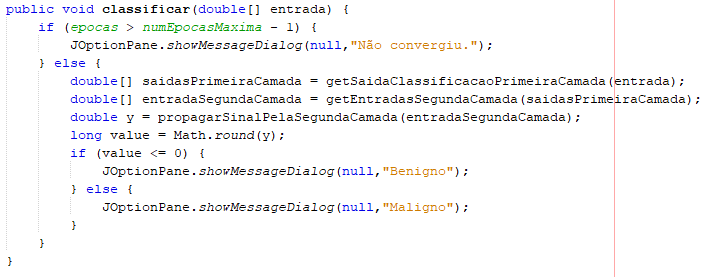 public void classificar(double[] entrada) {
    if (epocas > numEpocasMaxima - 1) {
        JOptionPane.showMessageDialog(null,"Não convergiu.");
    } else {
        double[] saidasPrimeiraCamada = getSaidaClassificacaoPrimeiraCamada(entrada);
        double[] entradaSegundaCamada = getEntradasSegundaCamada(saidasPrimeiraCamada);
        double y = propagarSinalPelaSegundaCamada(entradaSegundaCamada);
        long value = Math.round(y);
        if (value <= 0) {
            JOptionPane.showMessageDialog(null,"Benigno");
        } else {
            JOptionPane.showMessageDialog(null,"Maligno");
        }
    }
}